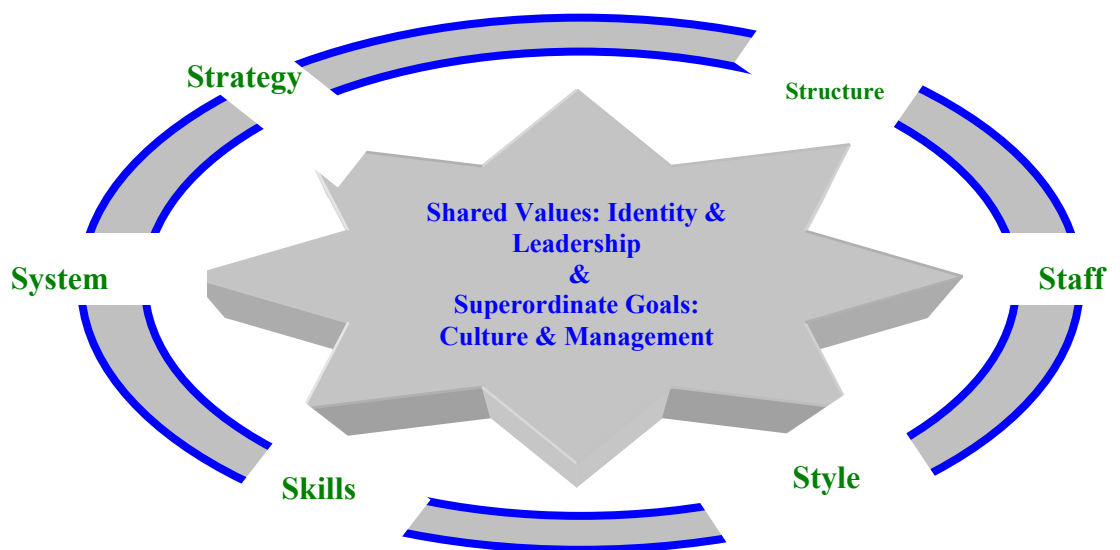 Strategy
Structure
Shared Values: Identity &
Leadership
&
Superordinate Goals:
Culture & Management
System
Staff
Skills
Style